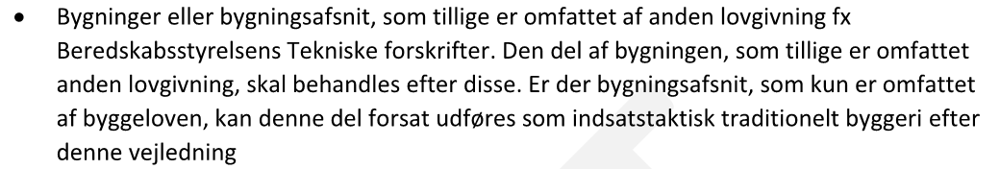 • Bygninger eller bygningsafsnit, som tillige er omfattet af anden lovgivning fx
Beredskabsstyrelsens Tekniske forskrifter. Den del af bygningen, som tillige er omfattet
anden lovgivning, skal behandles efter disse. Er der bygningsafsnit, som kun er omfattet
af byggeloven, kan denne del forsat udføres som indsatstaktisk traditionelt byggeri efter
denne vejledning